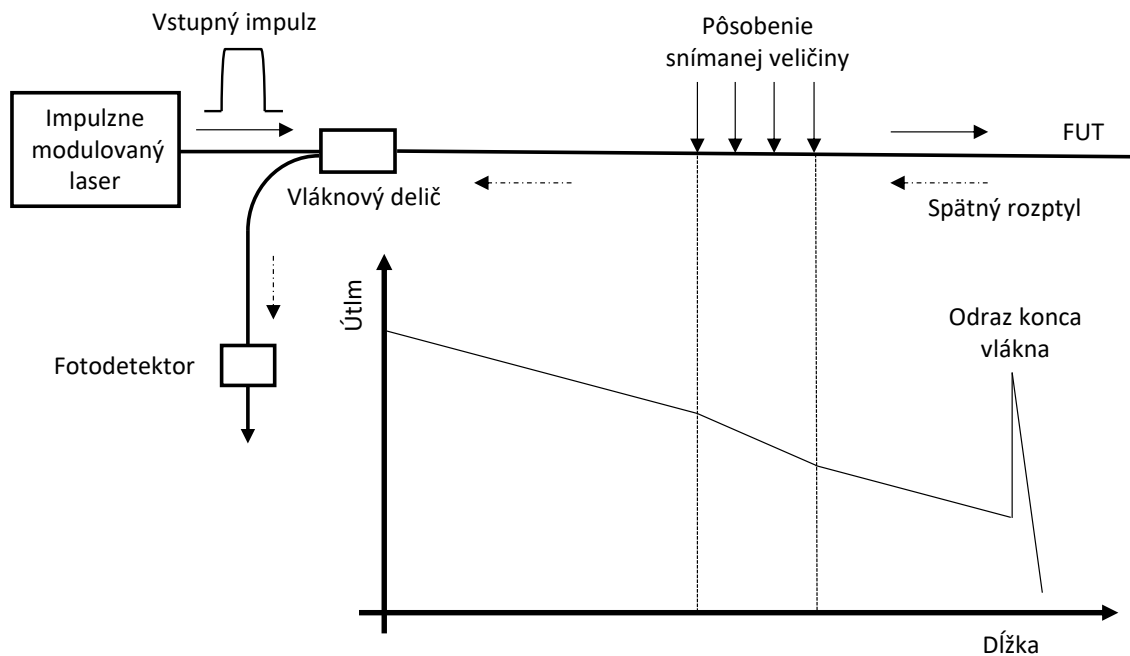 Vstupný impulz
Impulzne
modulovaný
laser
Vláknový delič
Pôsobenie
snímanej veličiny
FUT
Spätný rozptyl
Fotodetektor
Útlm
Odraz konca
vlákna
Dĺžka